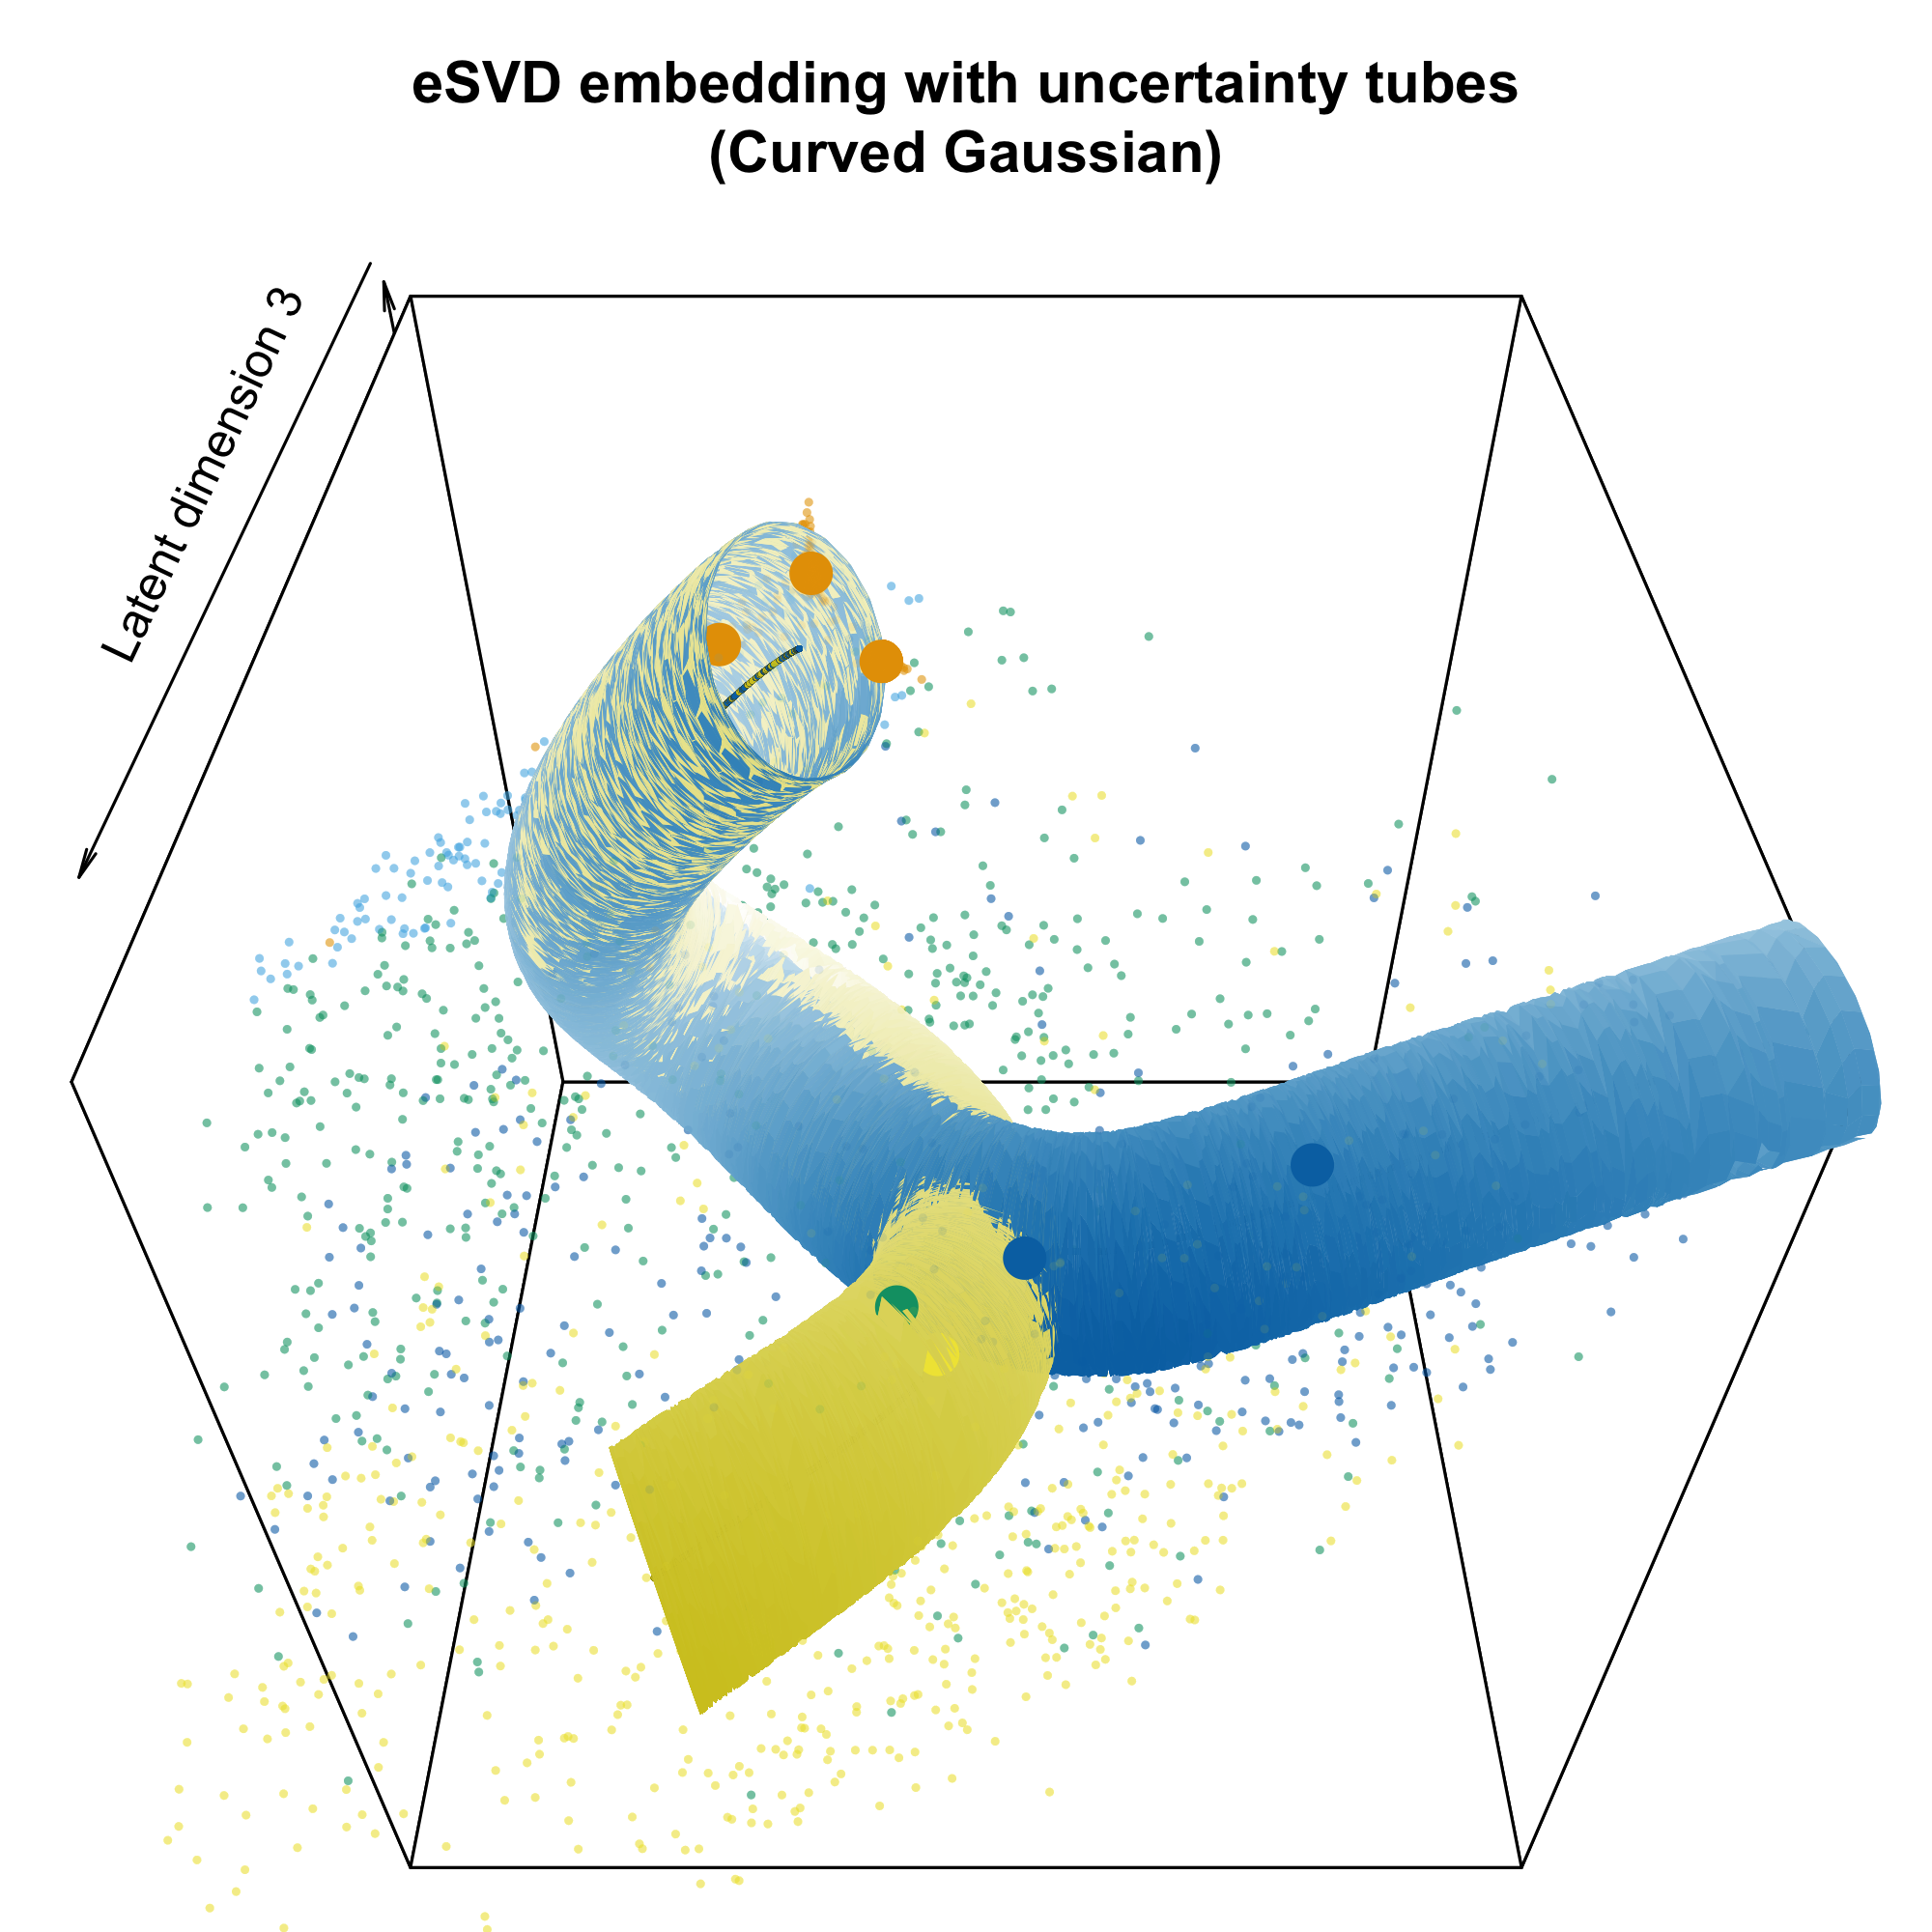 eSVD embedding with uncertainty tubes
(Curved Gaussian)
Latent dimension 3